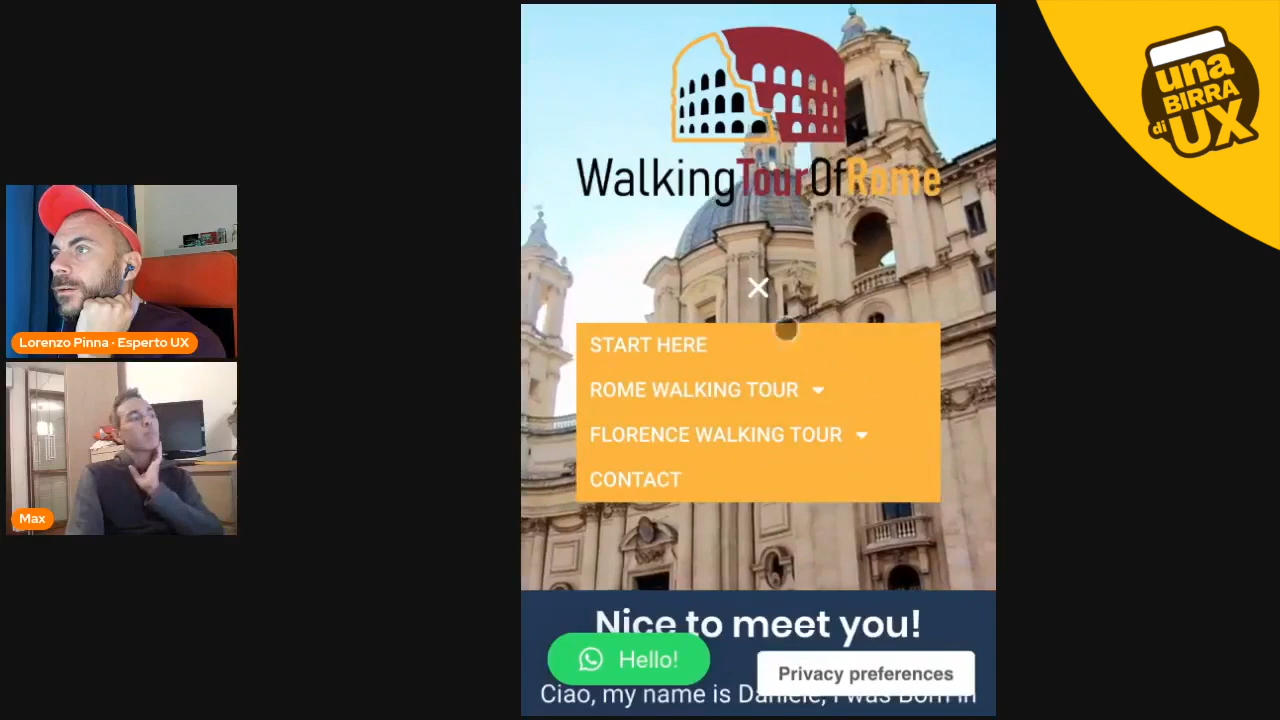 una
BIRRA
di UX
WalkingTourOfRome
START HERE
ROME WALKING TOUR
FLORENCE WALKING TOUR
CONTACT
Nice to meet you!
Hello!
Privacy preferences
Ciao, my name is Daniele, I was Born in
Lorenzo Pinna - Esperto UX
Max